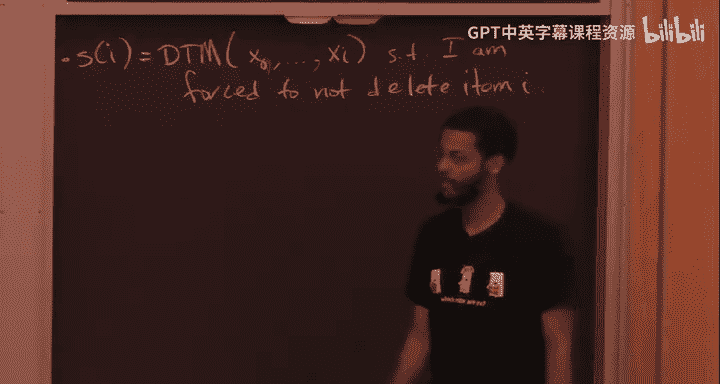 GPT中英字幕课程资源 bilibili
. s(i) = DTM( x₀, ..., xi ) s.t. I am
forced to not delete item i